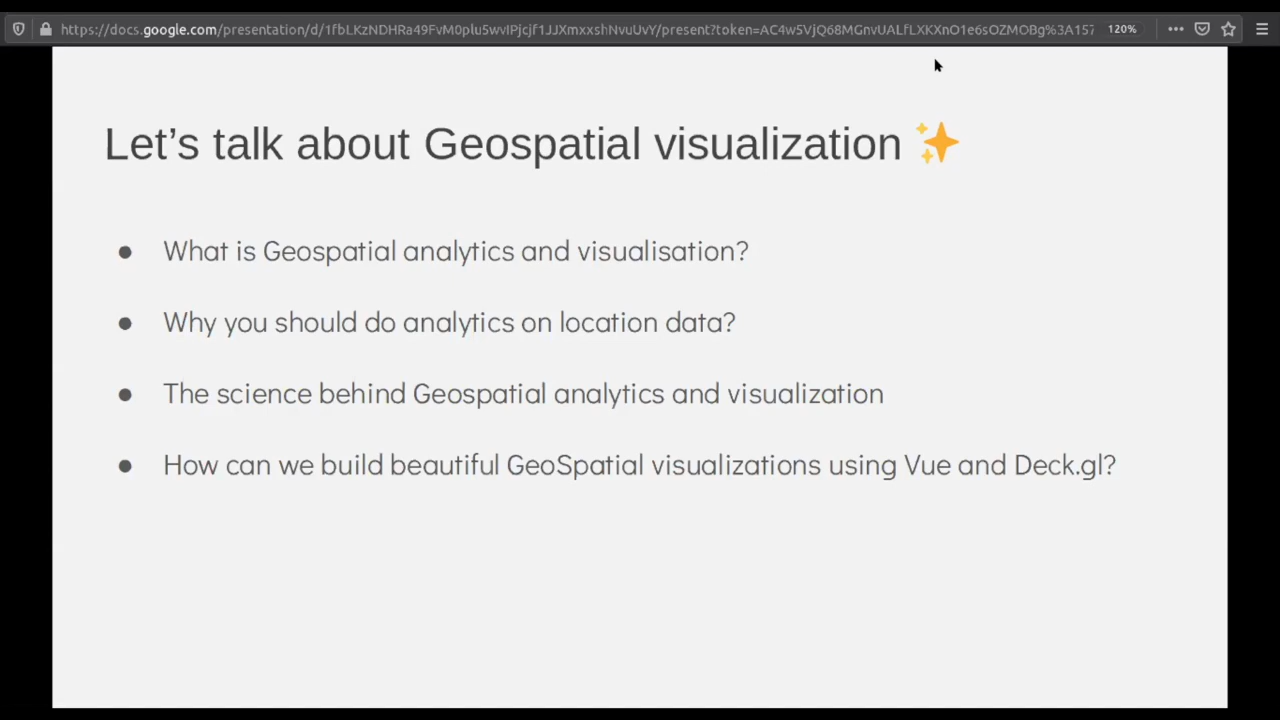 https://docs.google.com/presentation/d/1fbLKzNDHRa49FvM0plu5wvIPjcjf1JJXmxxshNvuUvY/present?token=AC4w5VjQ68MGnvUALfLXKXnO1e6sOZMOBg%3A157 120%
Let’s talk about Geospatial visualization ✨
● What is Geospatial analytics and visualisation?
● Why you should do analytics on location data?
● The science behind Geospatial analytics and visualization
● How can we build beautiful GeoSpatial visualizations using Vue and Deck.gl?